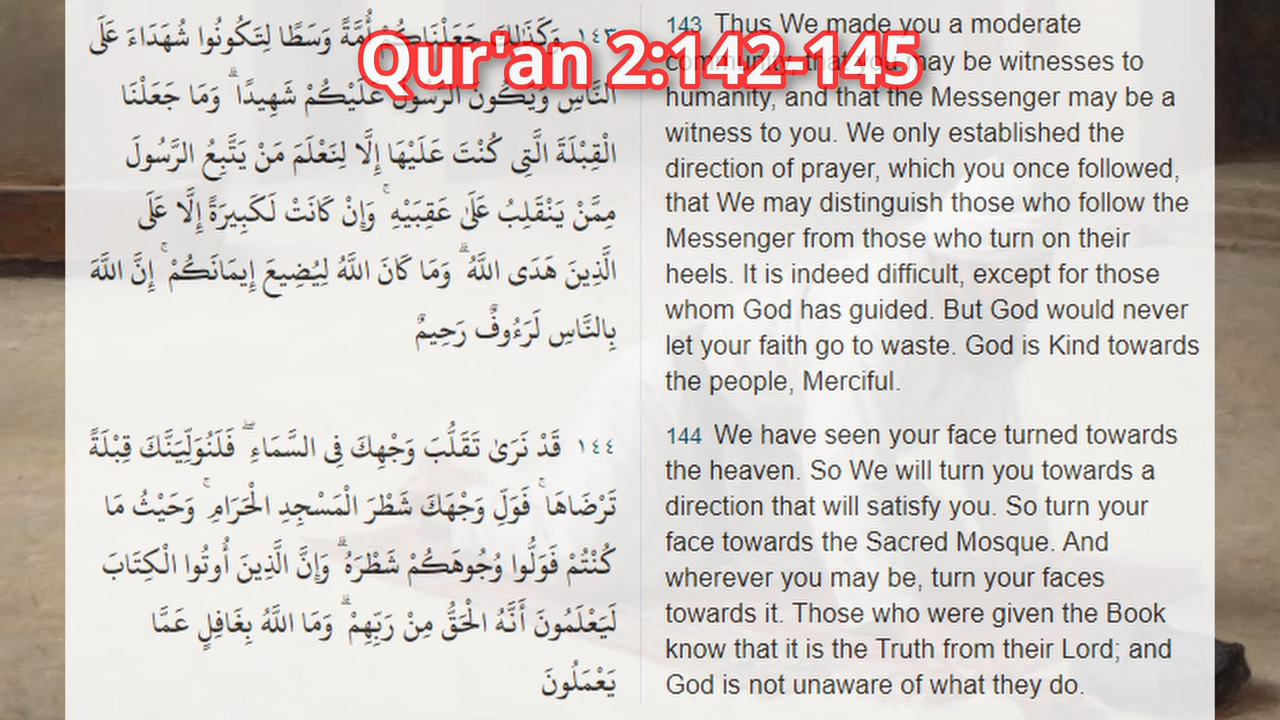 Qur'an 2:142-145
١٤٣ وَكَذَٰلِكَ جَعَلْنَاكُمْ أُمَّةً وَسَطًا لِتَكُونُوا شُهَدَاءَ عَلَى
النَّاسِ وَيَكُونَ الرَّسُولُ عَلَيْكُمْ شَهِيدًا ۗ وَمَا جَعَلْنَا
الْقِبْلَةَ الَّتِي كُنْتَ عَلَيْهَا إِلَّا لِنَعْلَمَ مَنْ يَتَّبِعُ الرَّسُولَ
مِمَّنْ يَنْقَلِبُ عَلَىٰ عَقِبَيْهِ ۚ وَإِنْ كَانَتْ لَكَبِيرَةً إِلَّا عَلَى
الَّذِينَ هَدَى اللَّهُ ۗ وَمَا كَانَ اللَّهُ لِيُضِيعَ إِيمَانَكُمْ ۚ إِنَّ اللَّهَ
بِالنَّاسِ لَرَءُوفٌ رَحِيمٌ
143 Thus We made you a moderate
community, that you may be witnesses to
humanity, and that the Messenger may be a
witness to you. We only established the
direction of prayer, which you once followed,
that We may distinguish those who follow the
Messenger from those who turn on their
heels. It is indeed difficult, except for those
whom God has guided. But God would never
let your faith go to waste. God is Kind towards
the people, Merciful.
١٤٤ قَدْ نَرَىٰ تَقَلُّبَ وَجْهِكَ فِي السَّمَاءِ ۖ فَلَنُوَلِّيَنَّكَ قِبْلَةً
تَرْضَاهَا ۚ فَوَلِّ وَجْهَكَ شَطْرَ الْمَسْجِدِ الْحَرَامِ ۚ وَحَيْثُ مَا
كُنْتُمْ فَوَلُّوا وُجُوهَكُمْ شَطْرَهُ ۗ وَإِنَّ الَّذِينَ أُوتُوا الْكِتَابَ
لَيَعْلَمُونَ أَنَّهُ الْحَقُّ مِنْ رَبِّهِمْ ۗ وَمَا اللَّهُ بِغَافِلٍ عَمَّا
يَعْمَلُونَ
144 We have seen your face turned towards
the heaven. So We will turn you towards a
direction that will satisfy you. So turn your
face towards the Sacred Mosque. And
wherever you may be, turn your faces
towards it. Those who were given the Book
know that it is the Truth from their Lord; and
God is not unaware of what they do.